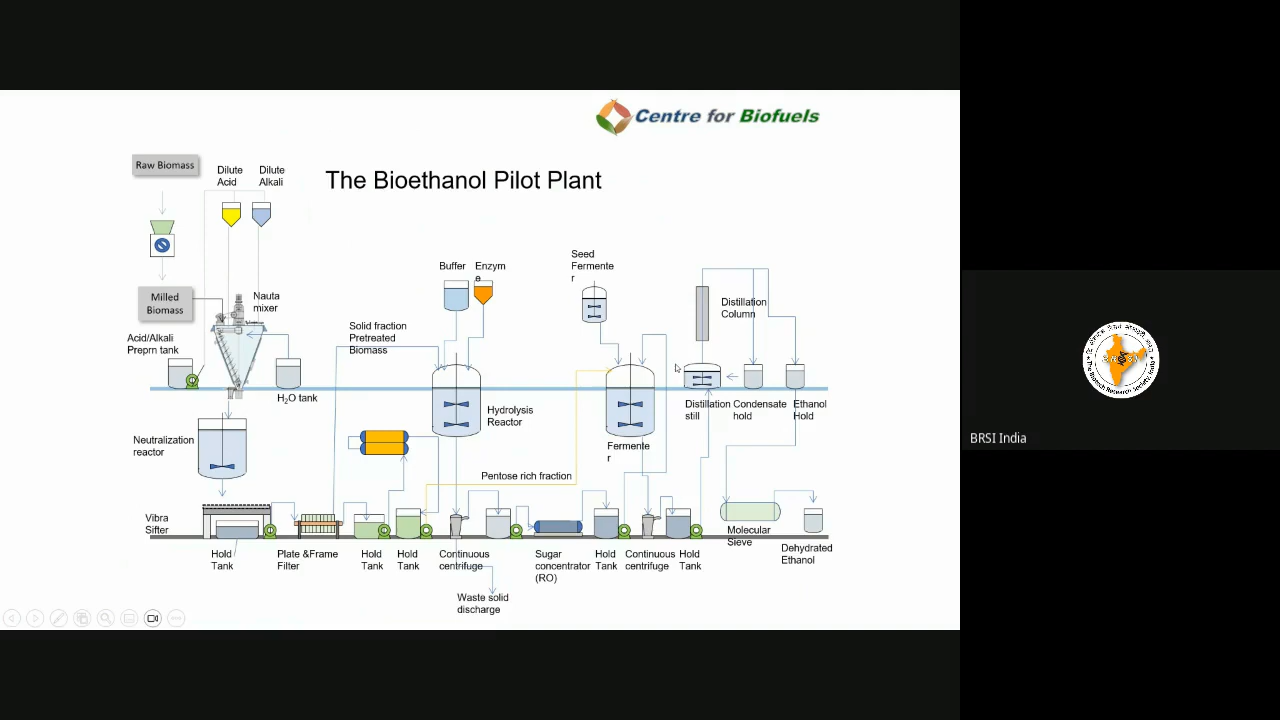 Centre for Biofuels
The Bioethanol Pilot Plant
Raw Biomass
Dilute
Acid
Dilute
Alkali
Milled
Biomass
Nauta
mixer
Acid/Alkali
Preprn tank
H2O tank
Neutralization
reactor
Vibra
Sifter
Hold
Tank
Plate &Frame
Filter
Solid fraction
Pretreated
Biomass
Buffer
Enzym
e
Hydrolysis
Reactor
Seed
Fermente
r
Fermente
r
Pentose rich fraction
Distillation
Column
Distillation
still
Condensate
hold
Ethanol
Hold
Hold
Tank
Hold
Tank
Continuous
centrifuge
Waste solid
discharge
Sugar
concentrator
(RO)
Hold
Tank
Continuous
centrifuge
Hold
Tank
Molecular
Sieve
Dehydrated
Ethanol
BRSI India